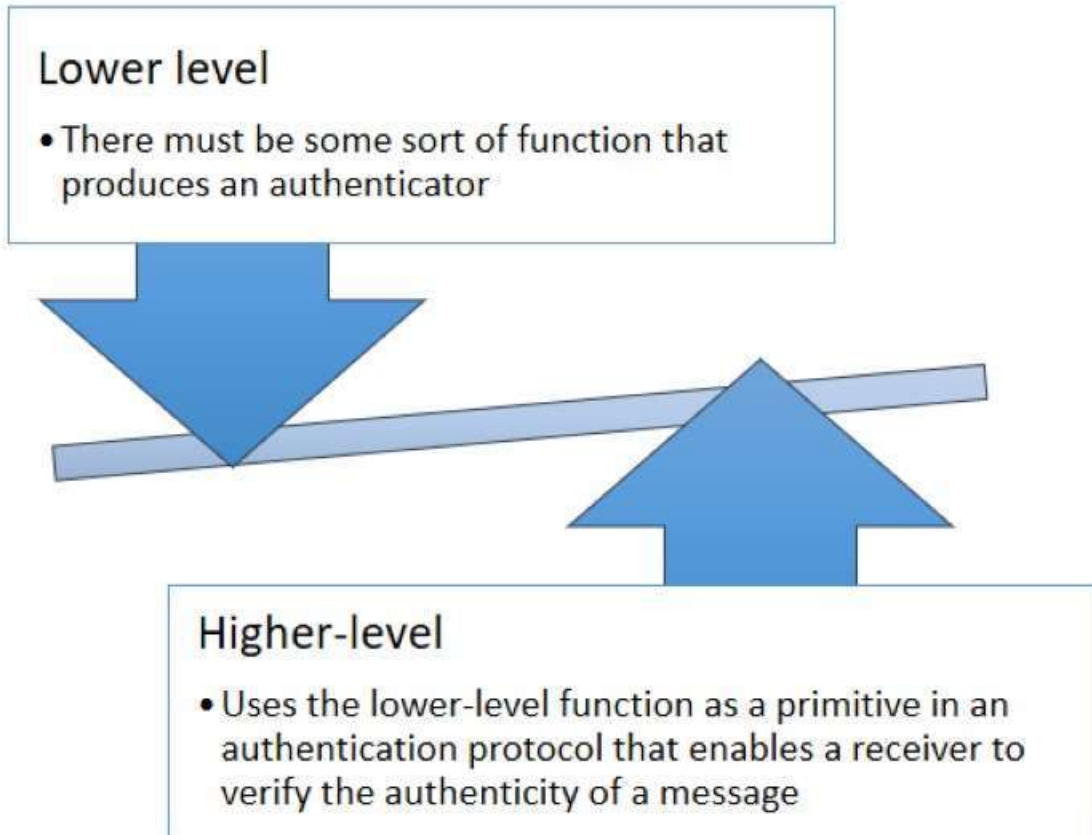 Lower level
• There must be some sort of function that
produces an authenticator
Higher-level
• Uses the lower-level function as a primitive in an
authentication protocol that enables a receiver to
verify the authenticity of a message